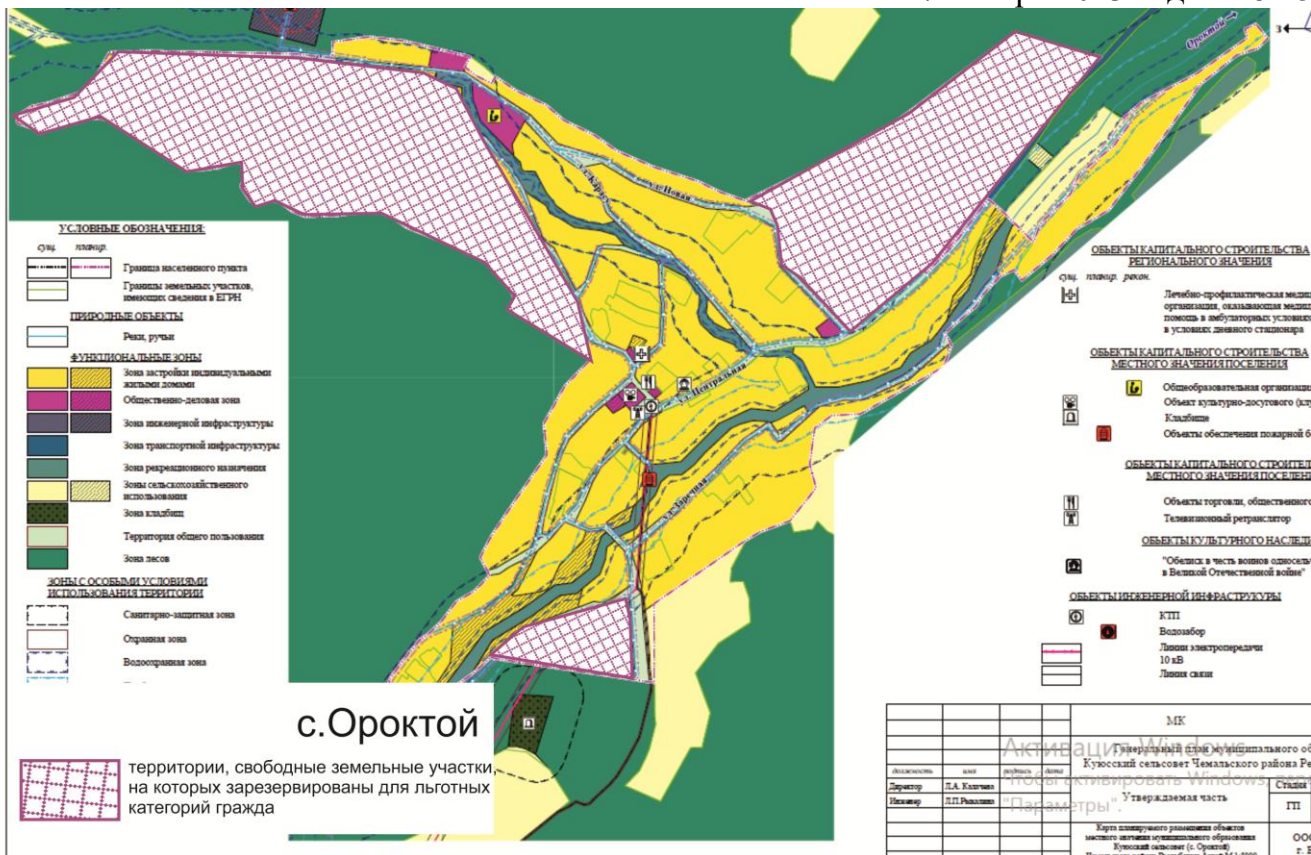 З
Ороктой
ул. Кара
ул. Новая
ул. Центральная
ул. Заречная
УСЛОВНЫЕ ОБОЗНАЧЕНИЯ:
сущ. планир.
Граница населенного пункта
Границы земельных участков,
имеющих сведения в ЕГРН
ПРИРОДНЫЕ ОБЪЕКТЫ
Реки, ручьи
ФУНКЦИОНАЛЬНЫЕ ЗОНЫ
Зона застройки индивидуальными
жилыми домами
Общественно-деловая зона
Зона инженерной инфраструктуры
Зона транспортной инфраструктуры
Зона рекреационного назначения
Зоны сельскохозяйственного
использования
Зона кладбищ
Территория общего пользования
Зона лесов
ЗОНЫ С ОСОБЫМИ УСЛОВИЯМИ
ИСПОЛЬЗОВАНИЯ ТЕРРИТОРИИ
Санитарно-защитная зона
Охранная зона
Водоохранная зона
с.Ороктой
территории, свободные земельные участки,
на которых зарезервированы для льготных
категорий гражда
ОБЪЕКТЫ КАПИТАЛЬНОГО СТРОИТЕЛЬСТВА
РЕГИОНАЛЬНОГО ЗНАЧЕНИЯ
сущ. планир. рекон.
Лечебно-профилактическая медиц
организация, оказывающая медиц
помощь в амбулаторных условиях
в условиях дневного стационара
ОБЪЕКТЫ КАПИТАЛЬНОГО СТРОИТЕЛЬСТВА
МЕСТНОГО ЗНАЧЕНИЯ ПОСЕЛЕНИЯ
Общеобразовательная организаци
Объект культурно-досугового (клу
Кладбище
Объекты обеспечения пожарной б
ОБЪЕКТЫ КАПИТАЛЬНОГО СТРОИТЕЛ
МЕСТНОГО ЗНАЧЕНИЯ ПОСЕЛЕНИ
Объекты торговли, общественного
Телевизионный ретранслятор
ОБЪЕКТЫ КУЛЬТУРНОГО НАСЛЕДИ
"Обелиск в честь воинов односель
в Великой Отечественной войне"
ОБЪЕКТЫ ИНЖЕНЕРНОЙ ИНФРАСТРУКУРЫ
КТП
Водозабор
Линии электропередачи
10 кВ
Линия связи
МК
Активация Windows
Генеральный план муниципального об
Куюсский сельсовет Чемальского района Ре
Чтобы активировать Windows,
"Параметры".
должность имя подпись дата
Директор Л.А.
Инженер Л.П.
Утверждаемая часть
Стадия
ГП
Карта планируемого размещения объектов
местного значения муниципального образования
Куюсский сельсовет (с. Ороктой)
ООО